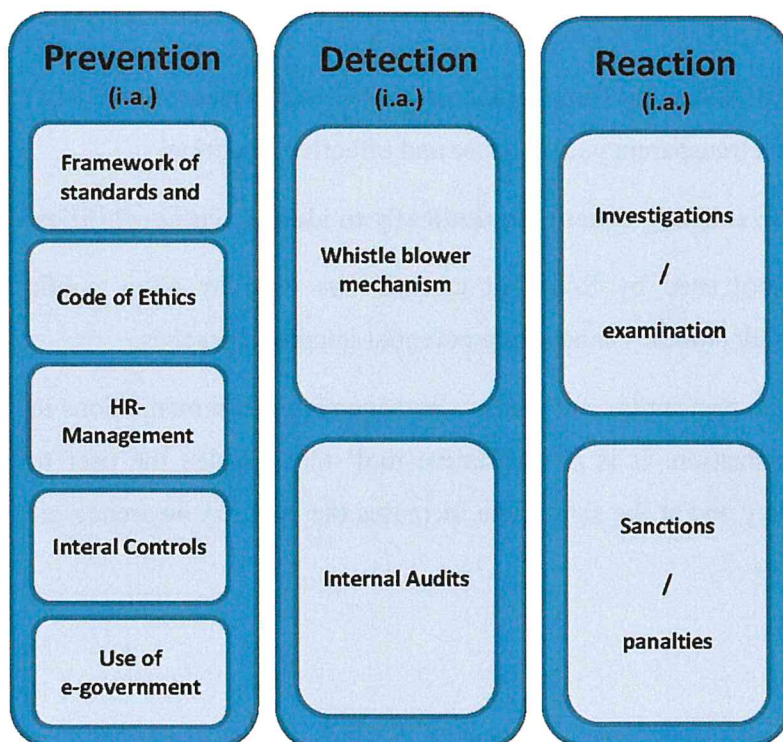 Prevention
(i.a.)
Framework of
standards and
Code of Ethics
HR-
Management
Interal Controls
Use of
e-government
Detection
(i.a.)
Whistle blower
mechanism
Internal Audits
Reaction
(i.a.)
Investigations
/
examination
Sanctions
/
panalties